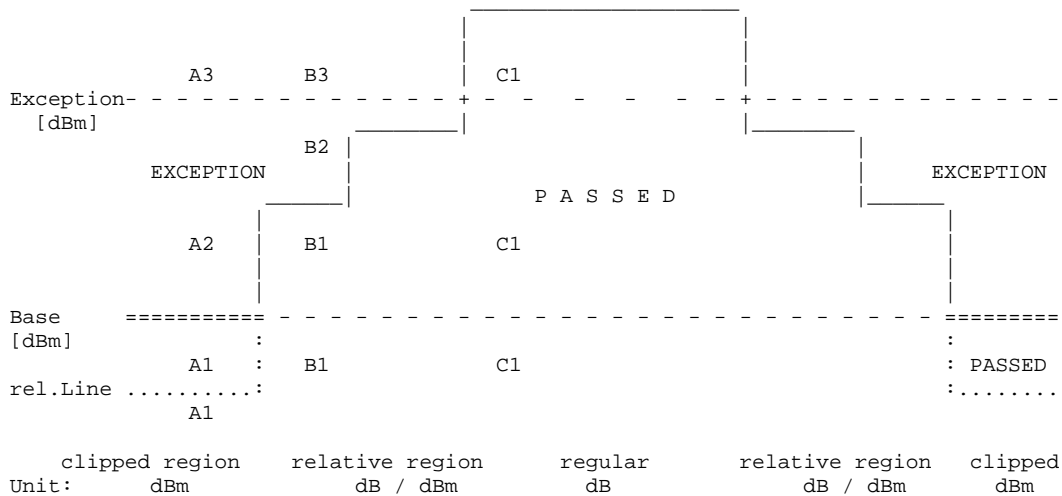 A3 B3 C1
Exception
[dBm]
B2
EXCEPTION EXCEPTION
P A S S E D
A2 B1 C1
Base
[dBm]
A1 B1 C1 PASSED
rel.Line
A1
clipped region relative region regular relative region clipped
Unit: dBm dB / dBm dB dB / dBm dBm